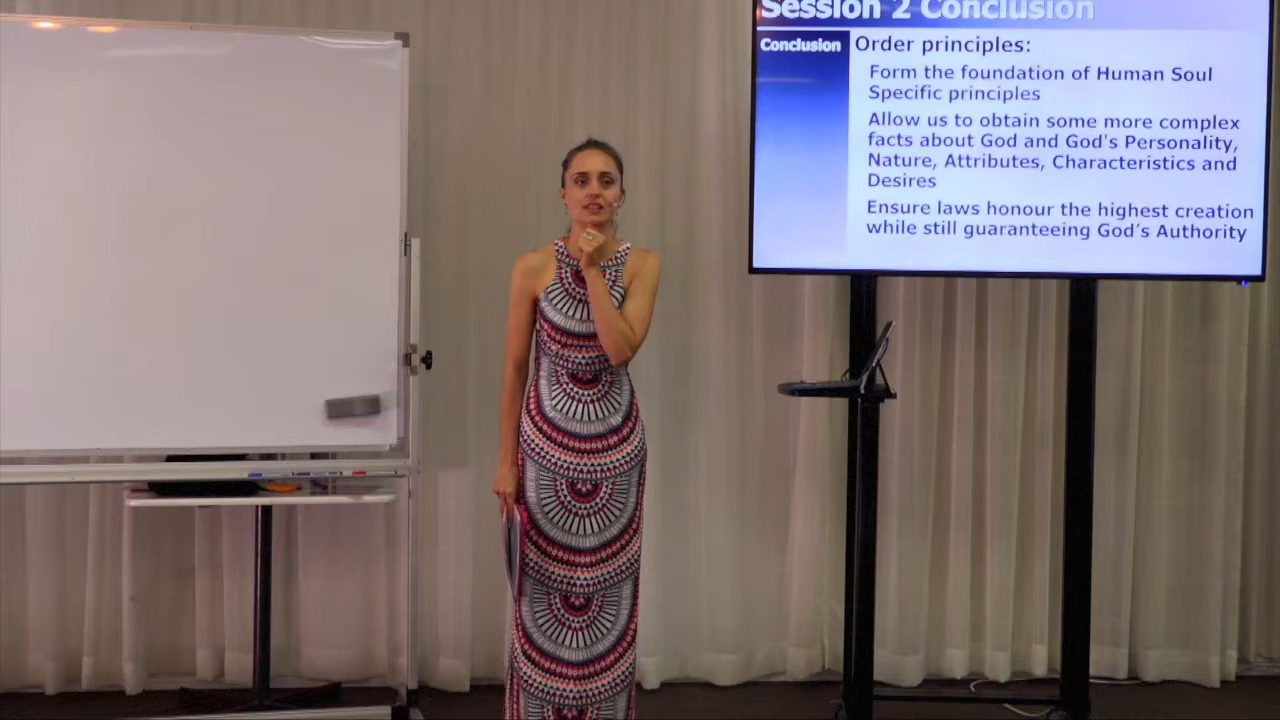 Session 2 Conclusion
Conclusion
Order principles:
Form the foundation of Human Soul
Specific principles
Allow us to obtain some more complex
facts about God and God's Personality,
Nature, Attributes, Characteristics and
Desires
Ensure laws honour the highest creation
while still guaranteeing God's Authority